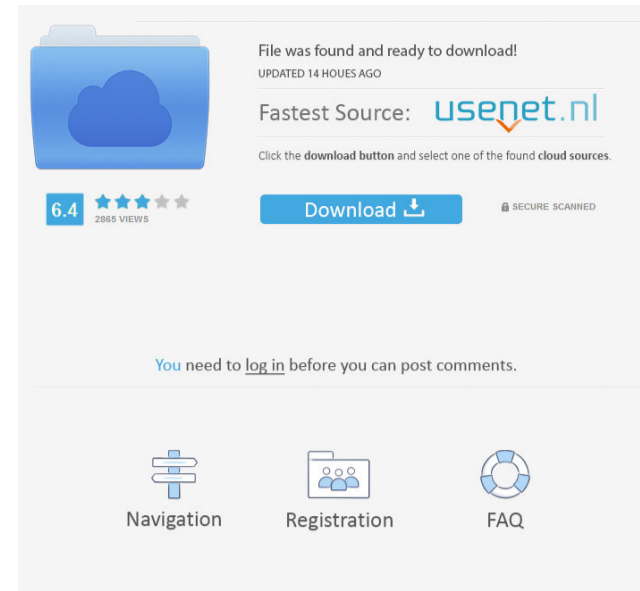 File was found and ready to download!
UPDATED 14 HOUES AGO
Fastest Source: usenet.nl
Click the download button and select one of the found cloud sources.
6.4
2865 VIEWS
Download
SECURE SCANNED
You need to log in before you can post comments.
Navigation
Registration
FAQ